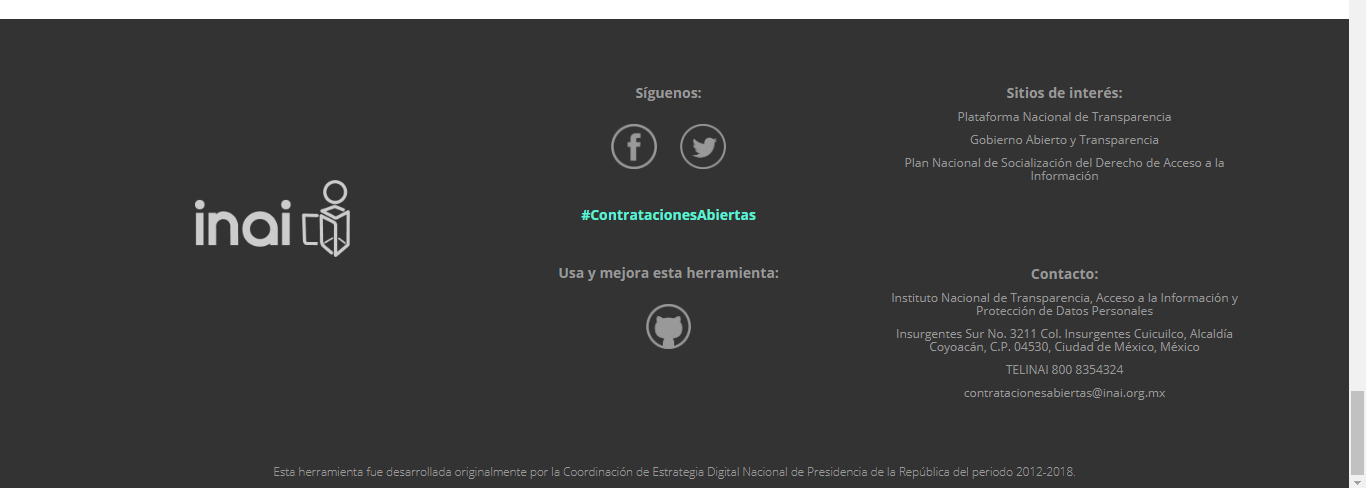 inai
Síguenos:
#ContratacionesAbiertas
Usa y mejora esta herramienta:
Sitios de interés:
Plataforma Nacional de Transparencia
Gobierno Abierto y Transparencia
Plan Nacional de Socialización del Derecho de Acceso a la
Información
Contacto:
Instituto Nacional de Transparencia, Acceso a la Información y
Protección de Datos Personales
Insurgentes Sur No. 3211 Col. Insurgentes Cuicuilco, Alcaldía
Coyoacán, C.P. 04530, Ciudad de México, México
TELINAI 800 8354324
contratacionesabiertas@inai.org.mx
Esta herramienta fue desarrollada originalmente por la Coordinación de Estrategia Digital Nacional de Presidencia de la República del periodo 2012-2018.